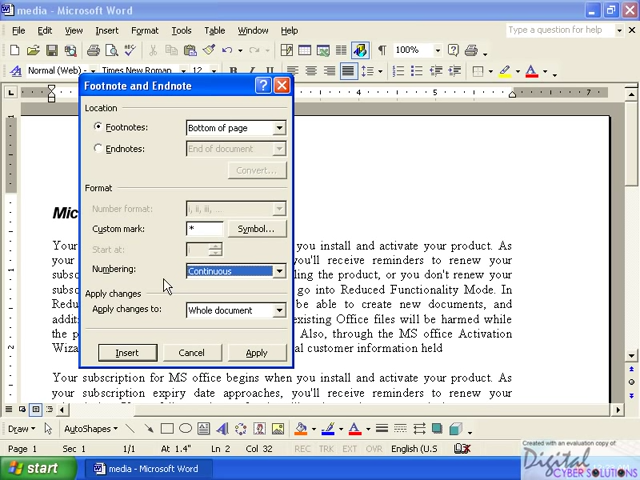 media - Microsoft Word
File Edit View Insert Format Tools Table Window Help Type a question for help
100%
Normal (Web) Times New Roman 12 B I U
Footnote and Endnote
Location
Footnotes: Bottom of page
Endnotes: End of document
Convert...
Format
Number format: i, ii, iii, ...
Custom mark: * Symbol...
Start at: i
Numbering: Continuous
Apply changes
Apply changes to: Whole document
Insert Cancel Apply
4 5 6 7
Mic
Your you install and activate your product. As
your you'll receive reminders to renew your
subsc ling the product, or you don't renew your
subsc go into Reduced Functionality Mode. In
Redu be able to create new documents, and
additi existing Office files will be harmed while
the p Also, through the MS office Activation
Wiza al customer information held
Your subscription for MS office begins when you install and activate your product. As
your subscription expiry date approaches, you'll receive reminders to renew your
Draw AutoShapes
Page 1 Sec 1 1/1 At 1.4" Ln 2 Col 32 REC TRK EXT OVR English (U.S
start media - Microsoft Word
Created with an evaluation copy of:
Digital
CYBER SOLUTIONS